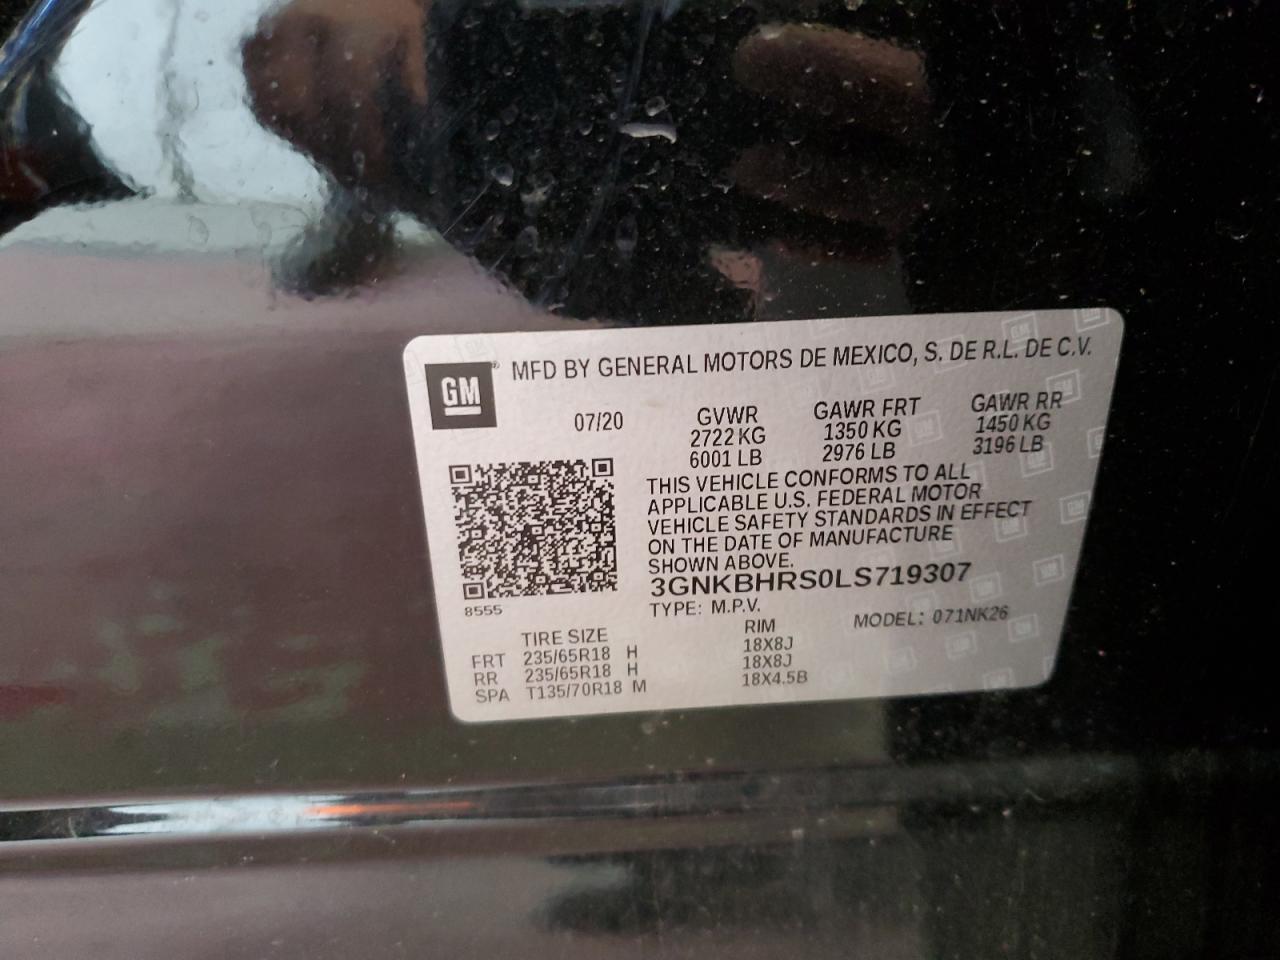 GM ® MFD BY GENERAL MOTORS DE MEXICO, S. DE R.L. DE C.V.
07/20 GVWR GAWR FRT GAWR RR
2722 KG 1350 KG 1450 KG
6001 LB 2976 LB 3196 LB
THIS VEHICLE CONFORMS TO ALL
APPLICABLE U.S. FEDERAL MOTOR
VEHICLE SAFETY STANDARDS IN EFFECT
ON THE DATE OF MANUFACTURE
SHOWN ABOVE.
3GNKBHRS0LS719307
8555
TYPE: M.P.V. MODEL: 071NK26
TIRE SIZE RIM
FRT 235/65R18 H 18X8J
RR 235/65R18 H 18X8J
SPA T135/70R18 M 18X4.5B